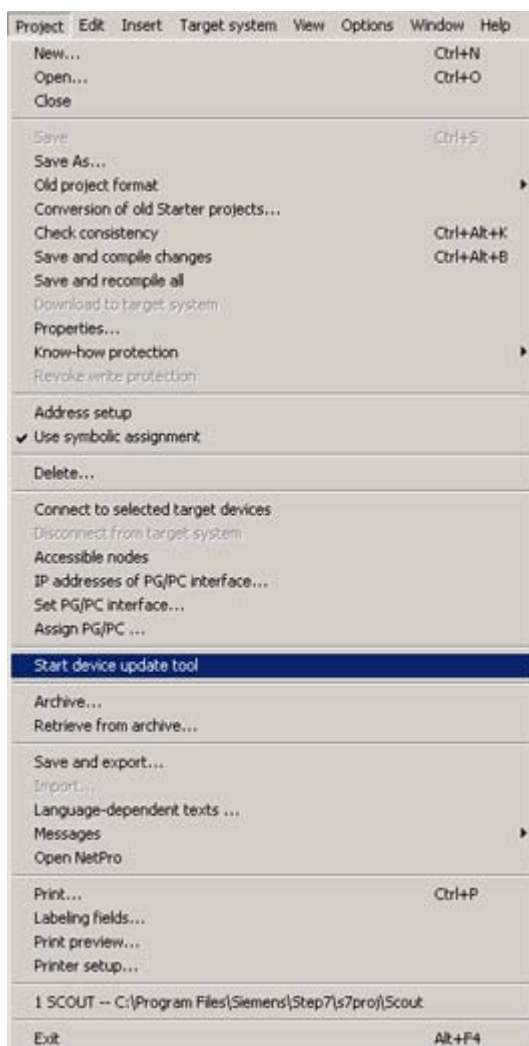 Project Edit Insert Target system View Options Window Help
New... Ctrl+N
Open... Ctrl+O
Close
Save Ctrl+S
Save As...
Old project format
Conversion of old Starter projects...
Check consistency Ctrl+Alt+K
Save and compile changes Ctrl+Alt+B
Save and recompile all
Download to target system
Properties...
Know-how protection
Revoke write protection
Address setup
Use symbolic assignment
Delete...
Connect to selected target devices
Disconnect from target system
Accessible nodes
IP addresses of PG/PC interface...
Set PG/PC interface...
Assign PG/PC ...
Start device update tool
Archive...
Retrieve from archive...
Save and export...
Import...
Language-dependent texts ...
Messages
Open NetPro
Print... Ctrl+P
Labeling fields...
Print preview...
Printer setup...
1 SCOUT -- C:\Program Files\Siemens\Step7\s7proj\Scout
Exit Alt+F4